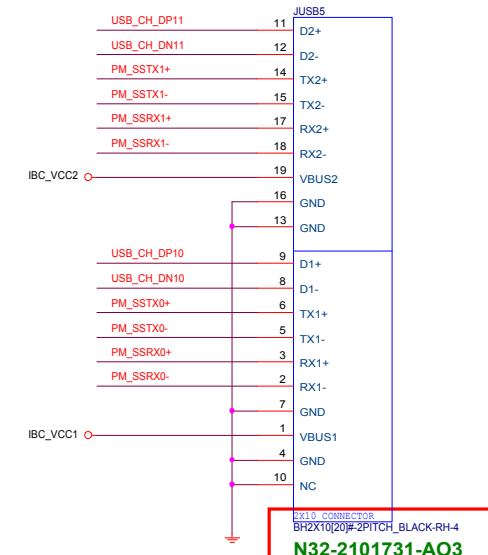 JUSB5
USB_CH_DP11 11 D2+
USB_CH_DN11 12 D2-
PM_SSTX1+ 14 TX2+
PM_SSTX1- 15 TX2-
PM_SSRX1+ 17 RX2+
PM_SSRX1- 18 RX2-
IBC_VCC2 19 VBUS2
16 GND
13 GND
USB_CH_DP10 9 D1+
USB_CH_DN10 8 D1-
PM_SSTX0+ 6 TX1+
PM_SSTX0- 5 TX1-
PM_SSRX0+ 3 RX1+
PM_SSRX0- 2 RX1-
7 GND
IBC_VCC1 1 VBUS1
4 GND
10 NC
2X10 CONNECTOR
BH2X10[20]#-2PITCH_BLACK-RH-4
N32-2101731-AO3